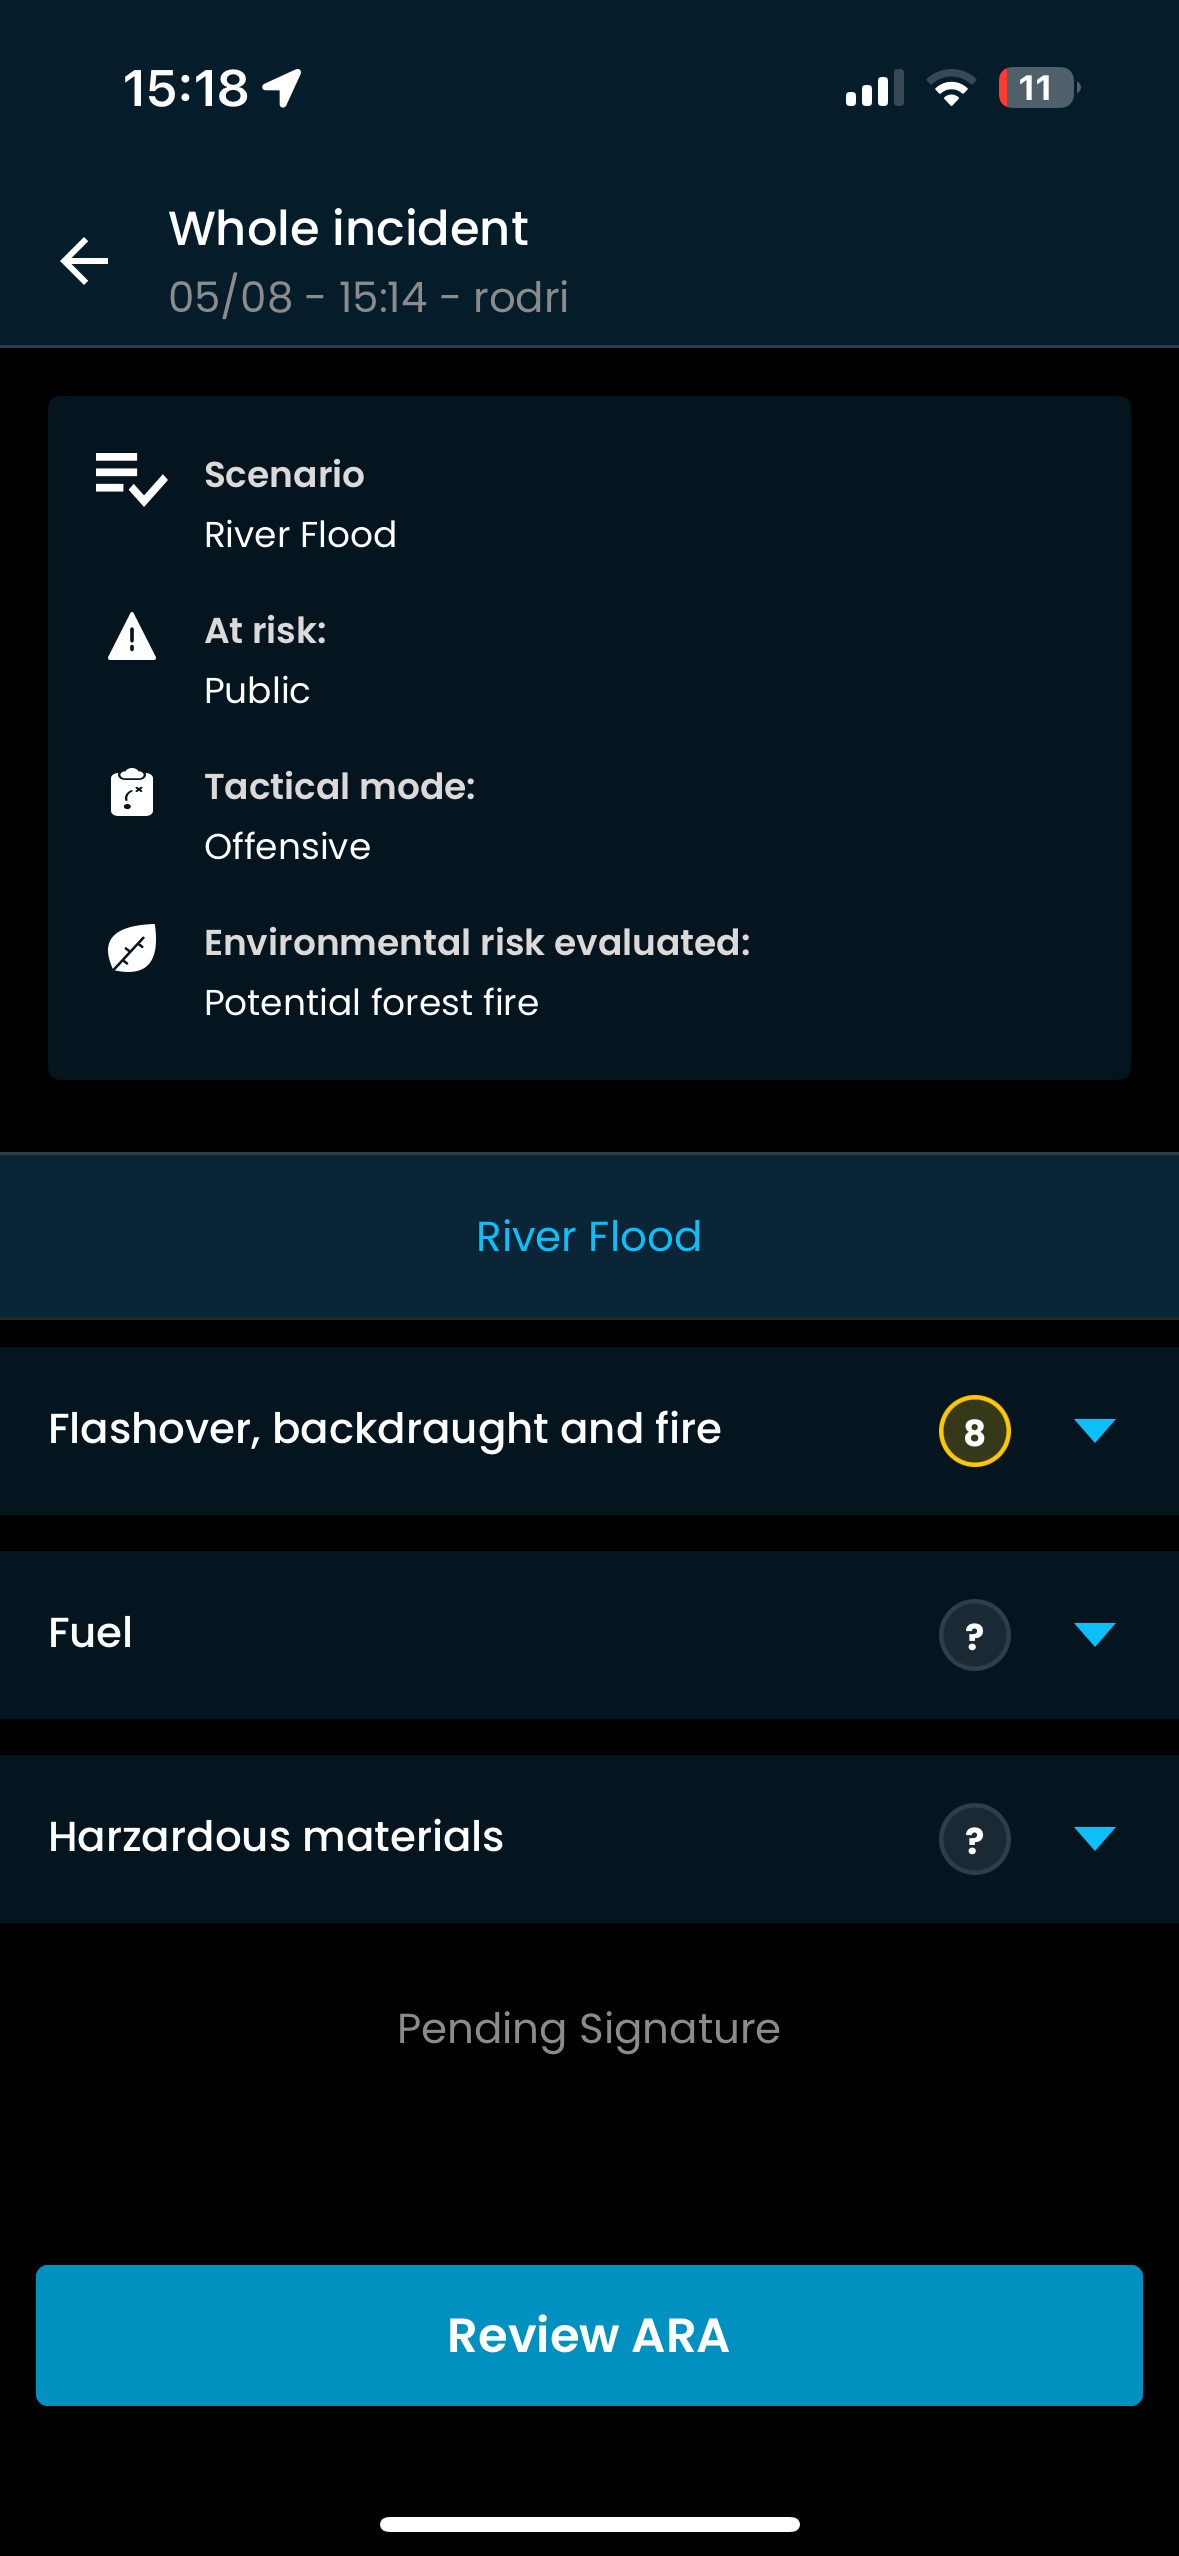 15:18
11
Whole incident
05/08 - 15:14 - rodri
Scenario
River Flood
At risk:
Public
Tactical mode:
Offensive
Environmental risk evaluated:
Potential forest fire
River Flood
Flashover, backdraught and fire
8
Fuel
?
Harzardous materials
?
Pending Signature
Review ARA